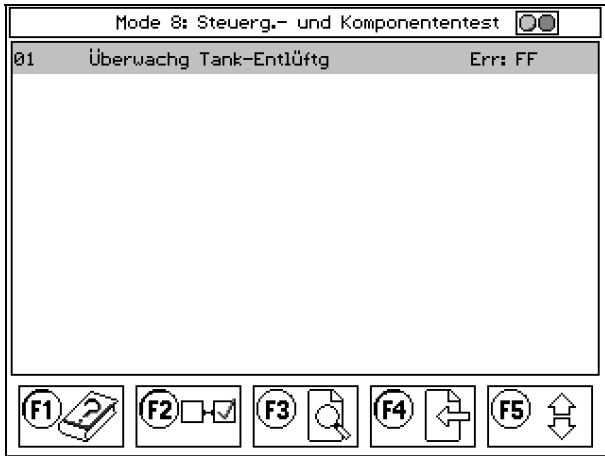 Mode 8: Steuerg.- und Komponententest
01 Überwachg Tank-Entlüftg Err: FF
F1 F2 F3 F4 F5